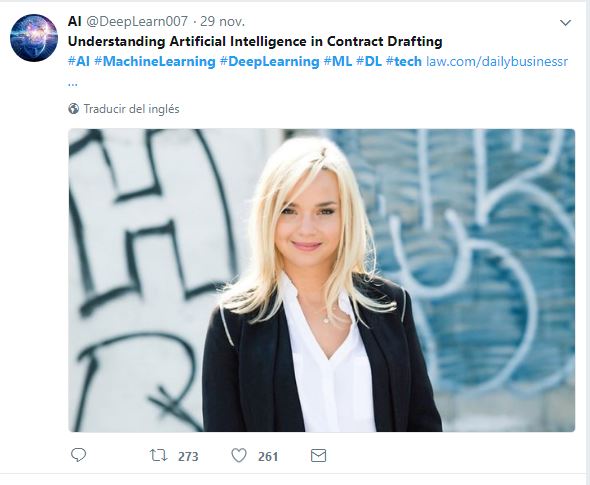 AI @DeepLearn007 · 29 nov.
Understanding Artificial Intelligence in Contract Drafting
#AI #MachineLearning #DeepLearning #ML #DL #tech law.com/dailybusinessr
...
Traducir del inglés
H
R
273 261